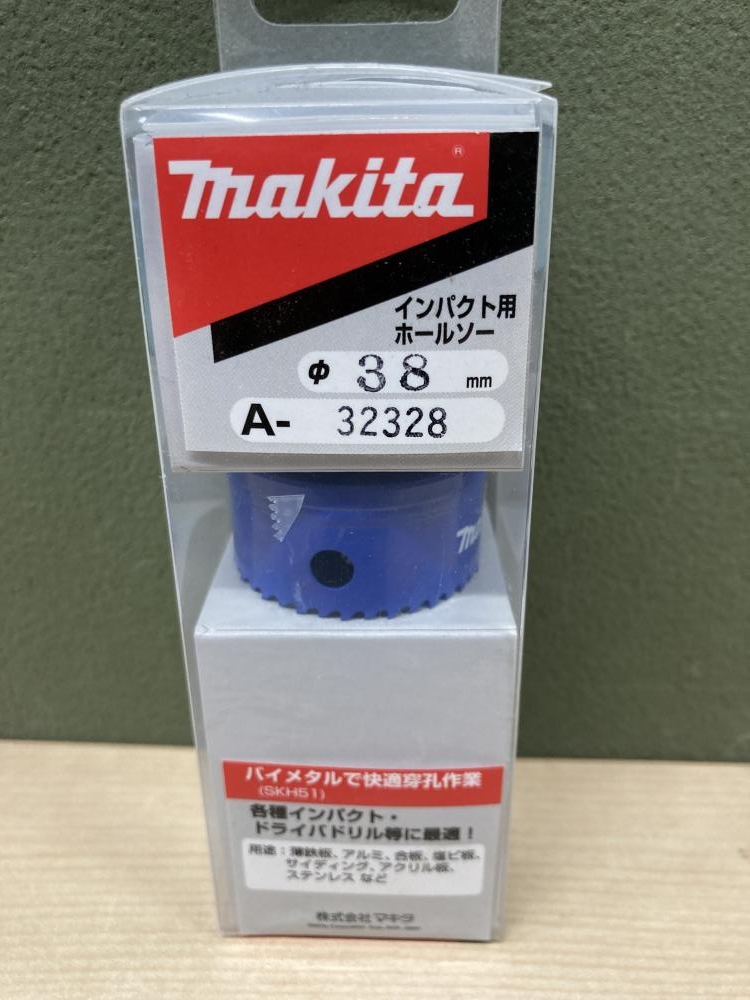 makita®
インパクト用
ホールソー
φ 38 mm
A- 32328
バイメタルで快適穿孔作業
(SKH51)
各種インパクト・
ドライバドリル等に最適！
用途：薄鉄板、アルミ、合板、塩ビ板、
サイディング、アクリル板、
ステンレス など
株式会社マキタ